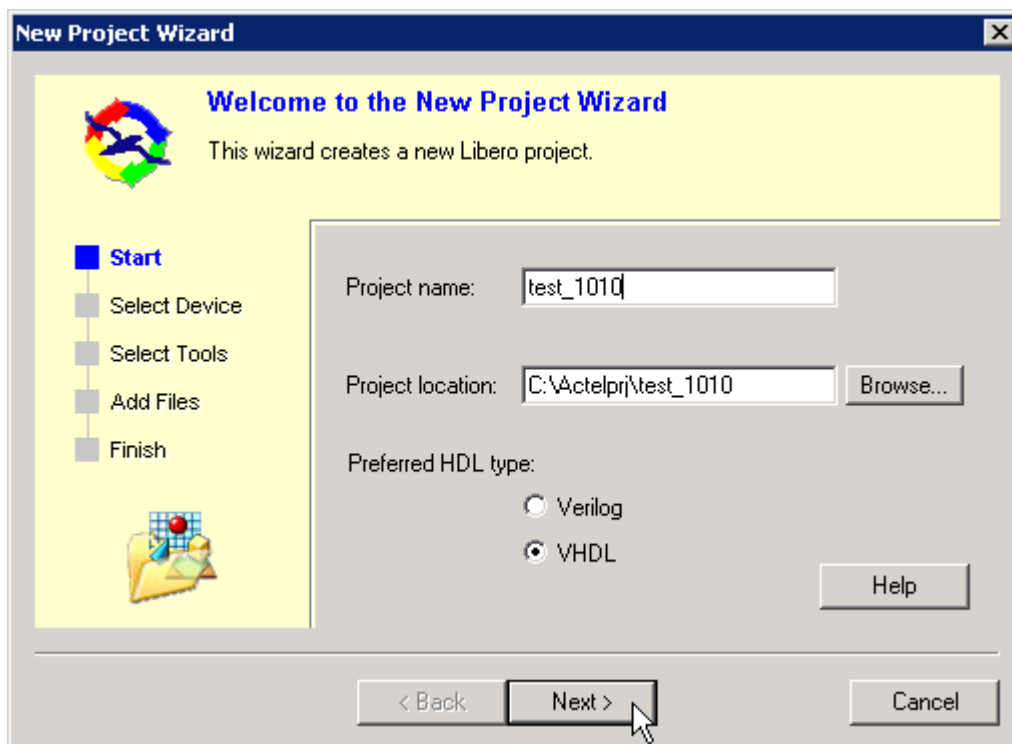 New Project Wizard
Welcome to the New Project Wizard
This wizard creates a new Libero project.
Start
Select Device
Select Tools
Add Files
Finish
Project name: test_1010
Project location: C:\Actelprj\test_1010 Browse...
Preferred HDL type:
Verilog
VHDL
Help
< Back Next > Cancel